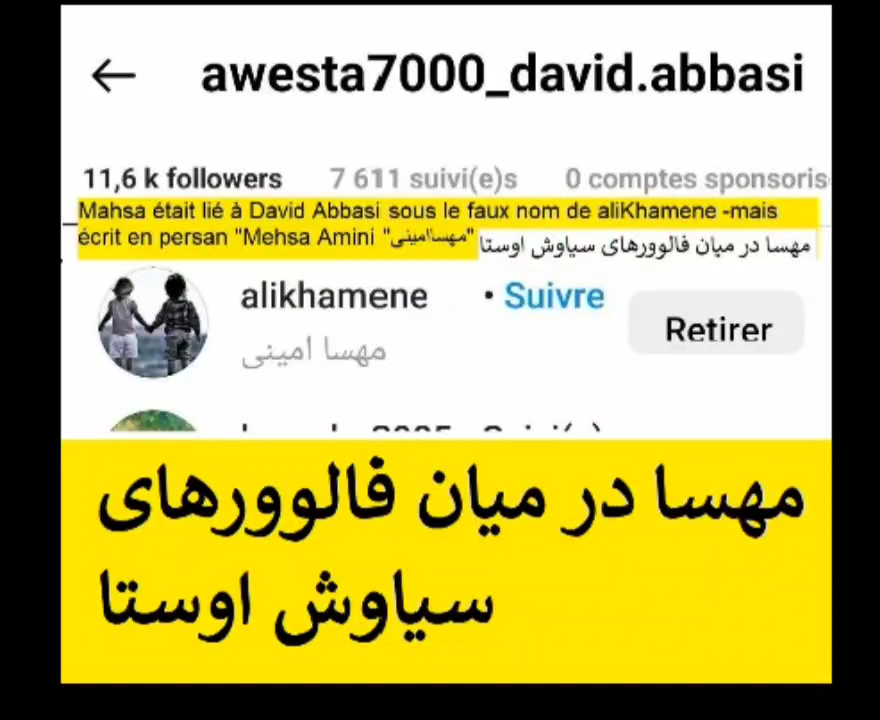 ← awesta7000_david.abbasi
11,6 k followers 7 611 suivi(e)s 0 comptes sponsoris
Mahsa était lié à David Abbasi sous le faux nom de aliKhamene -mais
écrit en persan "Mehsa Amini "مهساامینی" مهسا در میان فالوورهای سیاوش اوستا
alikhamene • Suivre
Retirer
مهسا امینی
مهسا در میان فالوورهای
سیاوش اوستا